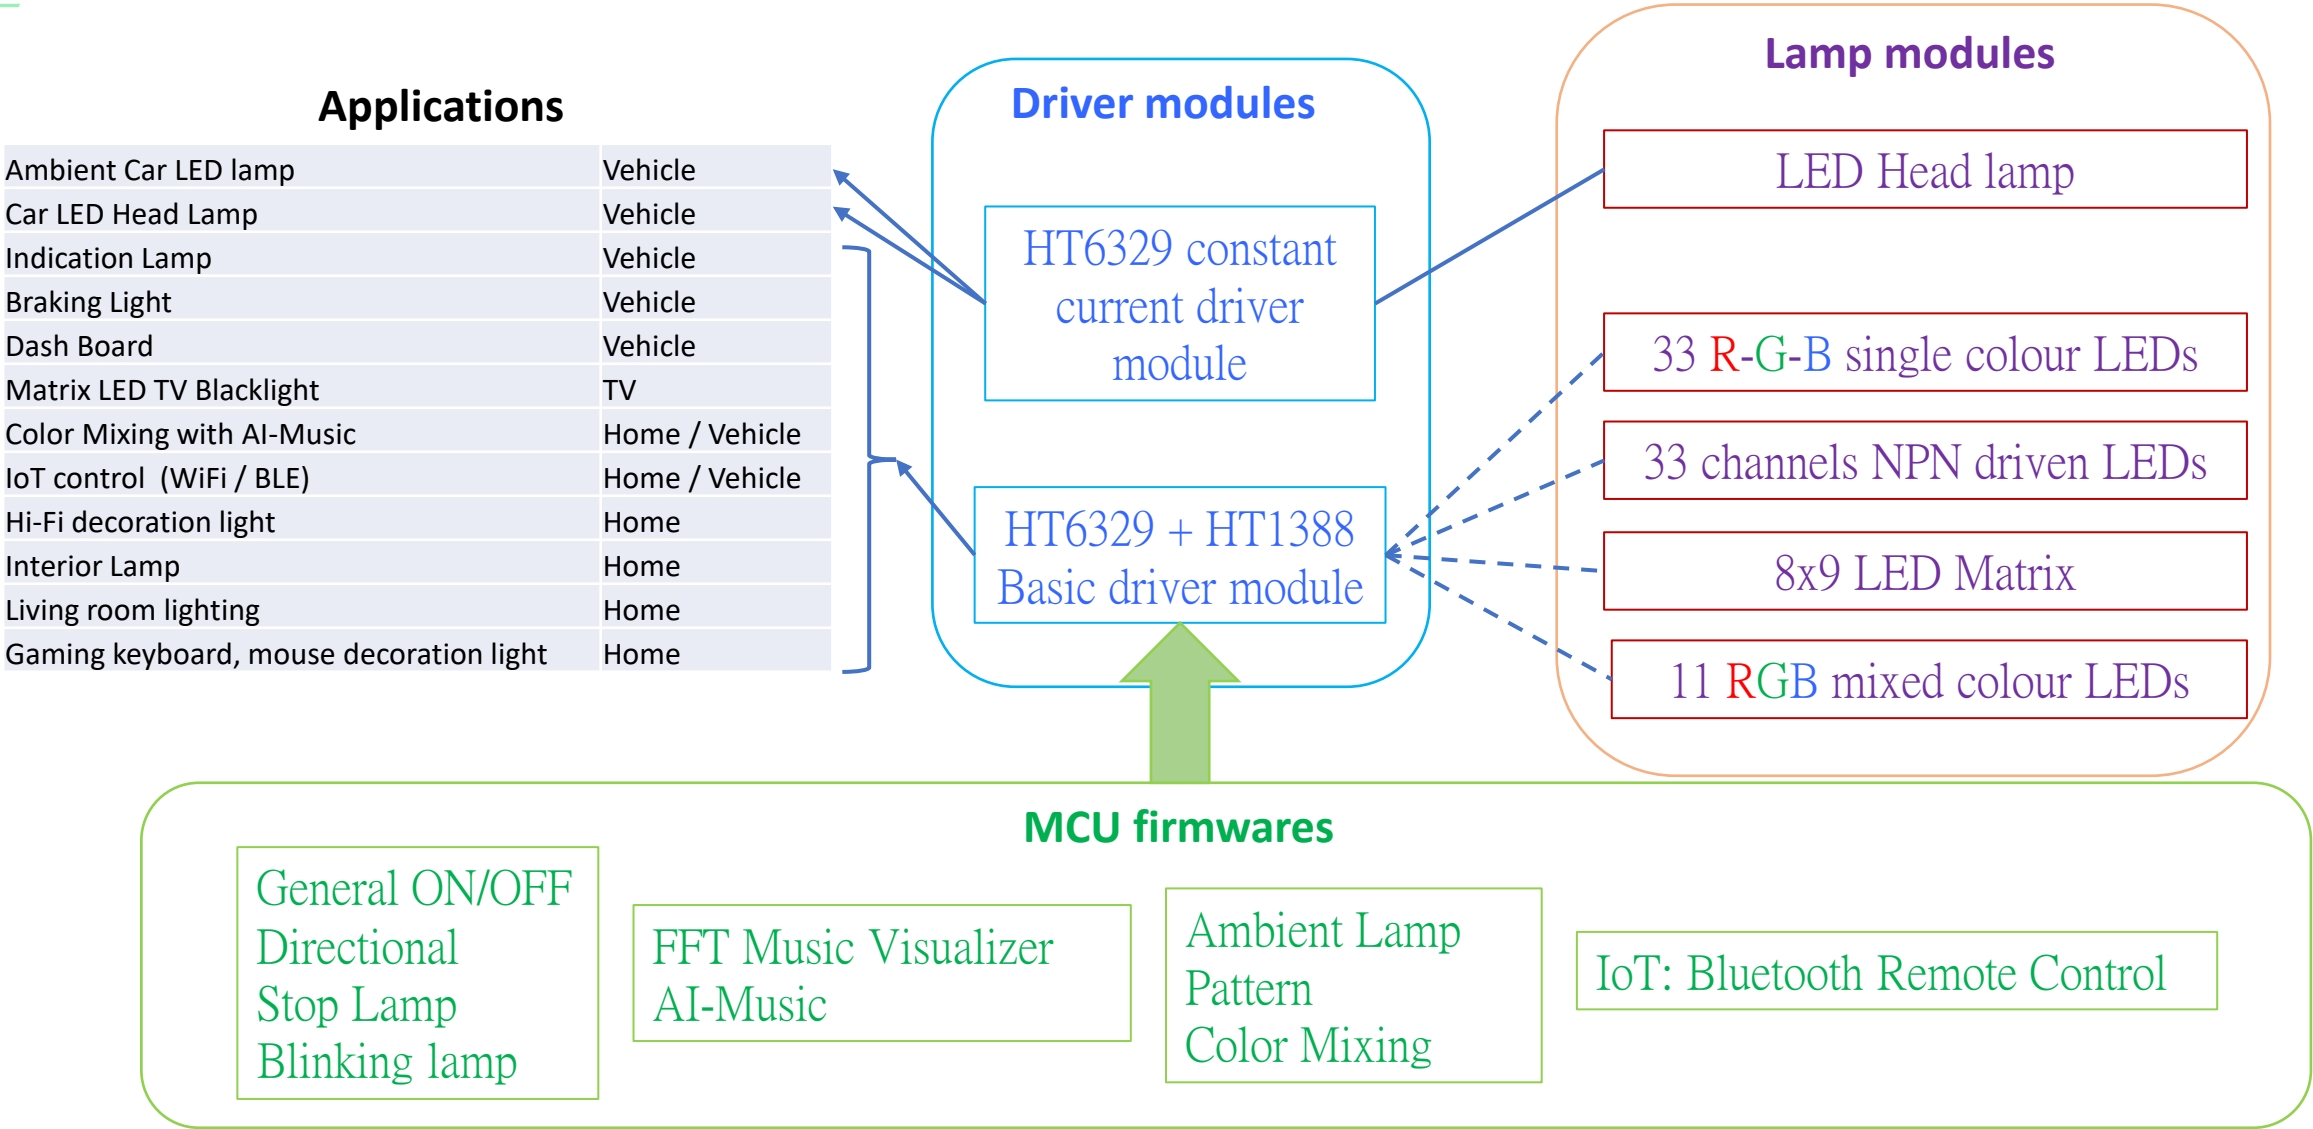 Applications
Ambient Car LED lamp Vehicle
Car LED Head Lamp Vehicle
Indication Lamp Vehicle
Braking Light Vehicle
Dash Board Vehicle
Matrix LED TV Blacklight TV
Color Mixing with AI-Music Home / Vehicle
IoT control (WiFi / BLE) Home / Vehicle
Hi-Fi decoration light Home
Interior Lamp Home
Living room lighting Home
Gaming keyboard, mouse decoration light Home
Driver modules
HT6329 constant
current driver
module
HT6329 + HT1388
Basic driver module
Lamp modules
LED Head lamp
33 R-G-B single colour LEDs
33 channels NPN driven LEDs
8x9 LED Matrix
11 RGB mixed colour LEDs
MCU firmwares
General ON/OFF
Directional
Stop Lamp
Blinking lamp
FFT Music Visualizer
AI-Music
Ambient Lamp
Pattern
Color Mixing
IoT: Bluetooth Remote Control